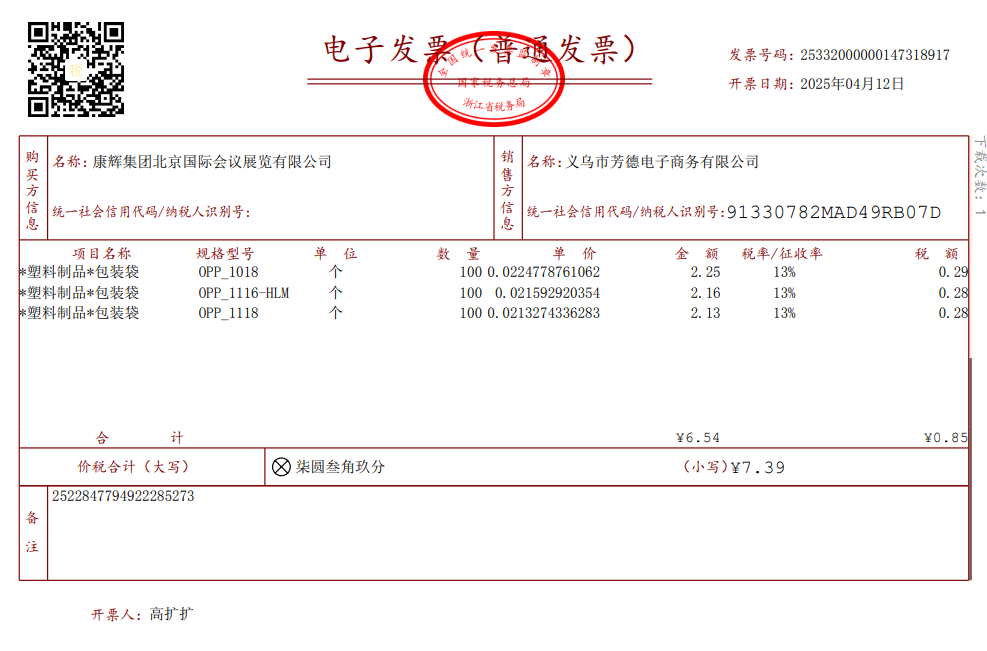 电子发票（普通发票）
全国统一发票监制章
国家税务总局
浙江省税务局
税
发票号码：25332000000147318917
开票日期：2025年04月12日
购买方信息
名称：康辉集团北京国际会议展览有限公司
统一社会信用代码/纳税人识别号：
销售方信息
名称：义乌市芳德电子商务有限公司
统一社会信用代码/纳税人识别号：91330782MAD49RB07D
下载次数：1
项目名称 规格型号 单 位 数 量 单 价 金 额 税率/征收率 税 额
*塑料制品*包装袋 OPP_1018 个 100 0.0224778761062 2.25 13% 0.29
*塑料制品*包装袋 OPP_1116-HLM 个 100 0.021592920354 2.16 13% 0.28
*塑料制品*包装袋 OPP_1118 个 100 0.0213274336283 2.13 13% 0.28
合 计 ¥6.54 ¥0.85
价税合计（大写） 柒圆叁角玖分 （小写）¥7.39
备注
2522847794922285273
开票人：高扩扩